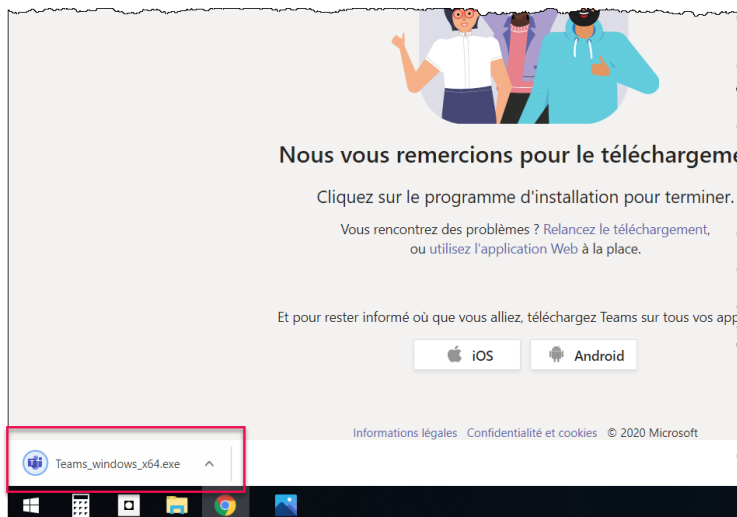 Nous vous remercions pour le téléchargeme
Cliquez sur le programme d'installation pour terminer.
Vous rencontrez des problèmes ? Relancez le téléchargement,
ou utilisez l'application Web à la place.
Et pour rester informé où que vous alliez, téléchargez Teams sur tous vos app
iOS
Android
Informations légales Confidentialité et cookies © 2020 Microsoft
Teams_windows_x64.exe